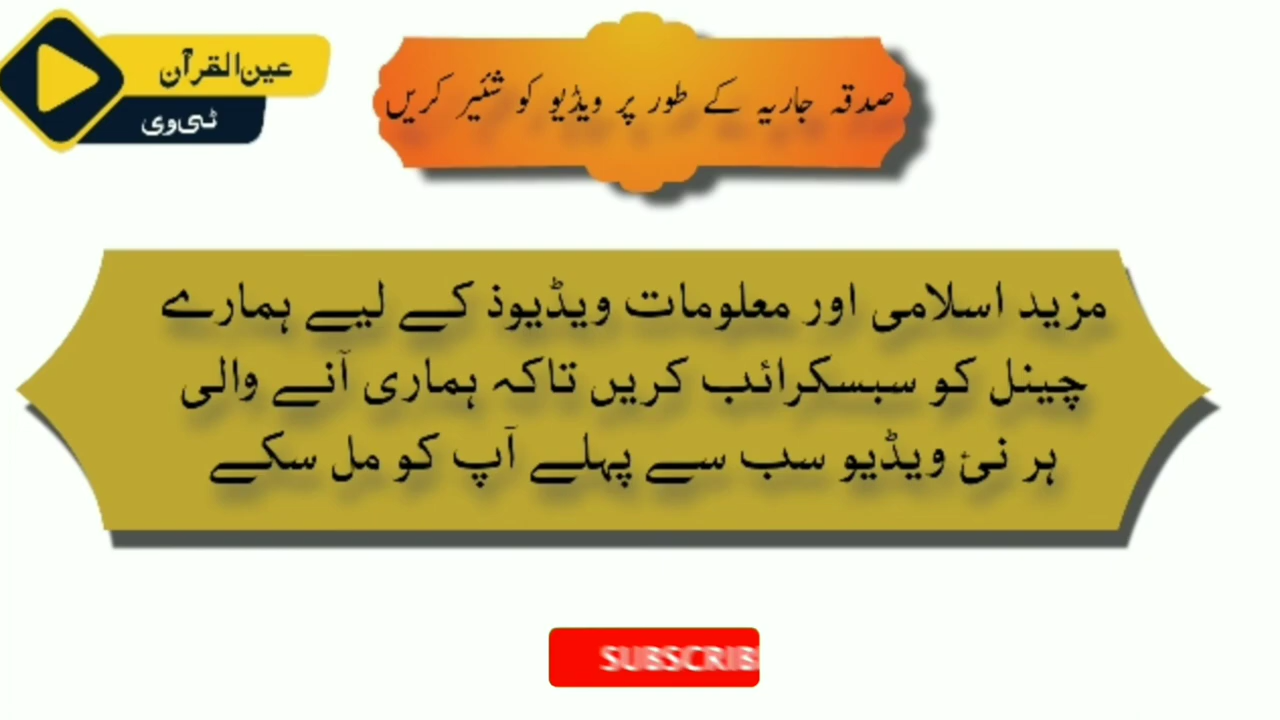 عین القرآن
ٹی وی
صدقہ جاریہ کے طور پر ویڈیو کو شئیر کریں
مزید اسلامی اور معلومات ویڈیوذ کے لیے ہمارے
چینل کو سبسکرائب کریں تاکہ ہماری آنے والی
ہر نئ ویڈیو سب سے پہلے آپ کو مل سکے
SUBSCRIB